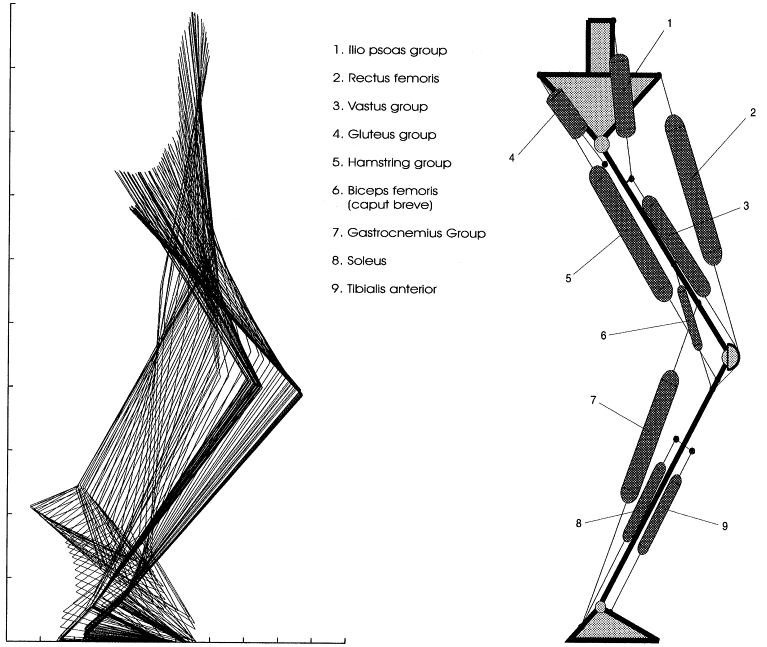 1. Ilio psoas group
2. Rectus femoris
3. Vastus group
4. Gluteus group
5. Hamstring group
6. Biceps femoris
(caput breve)
7. Gastrocnemius Group
8. Soleus
9. Tibialis anterior
1
2
4
3
5
6
7
8
9